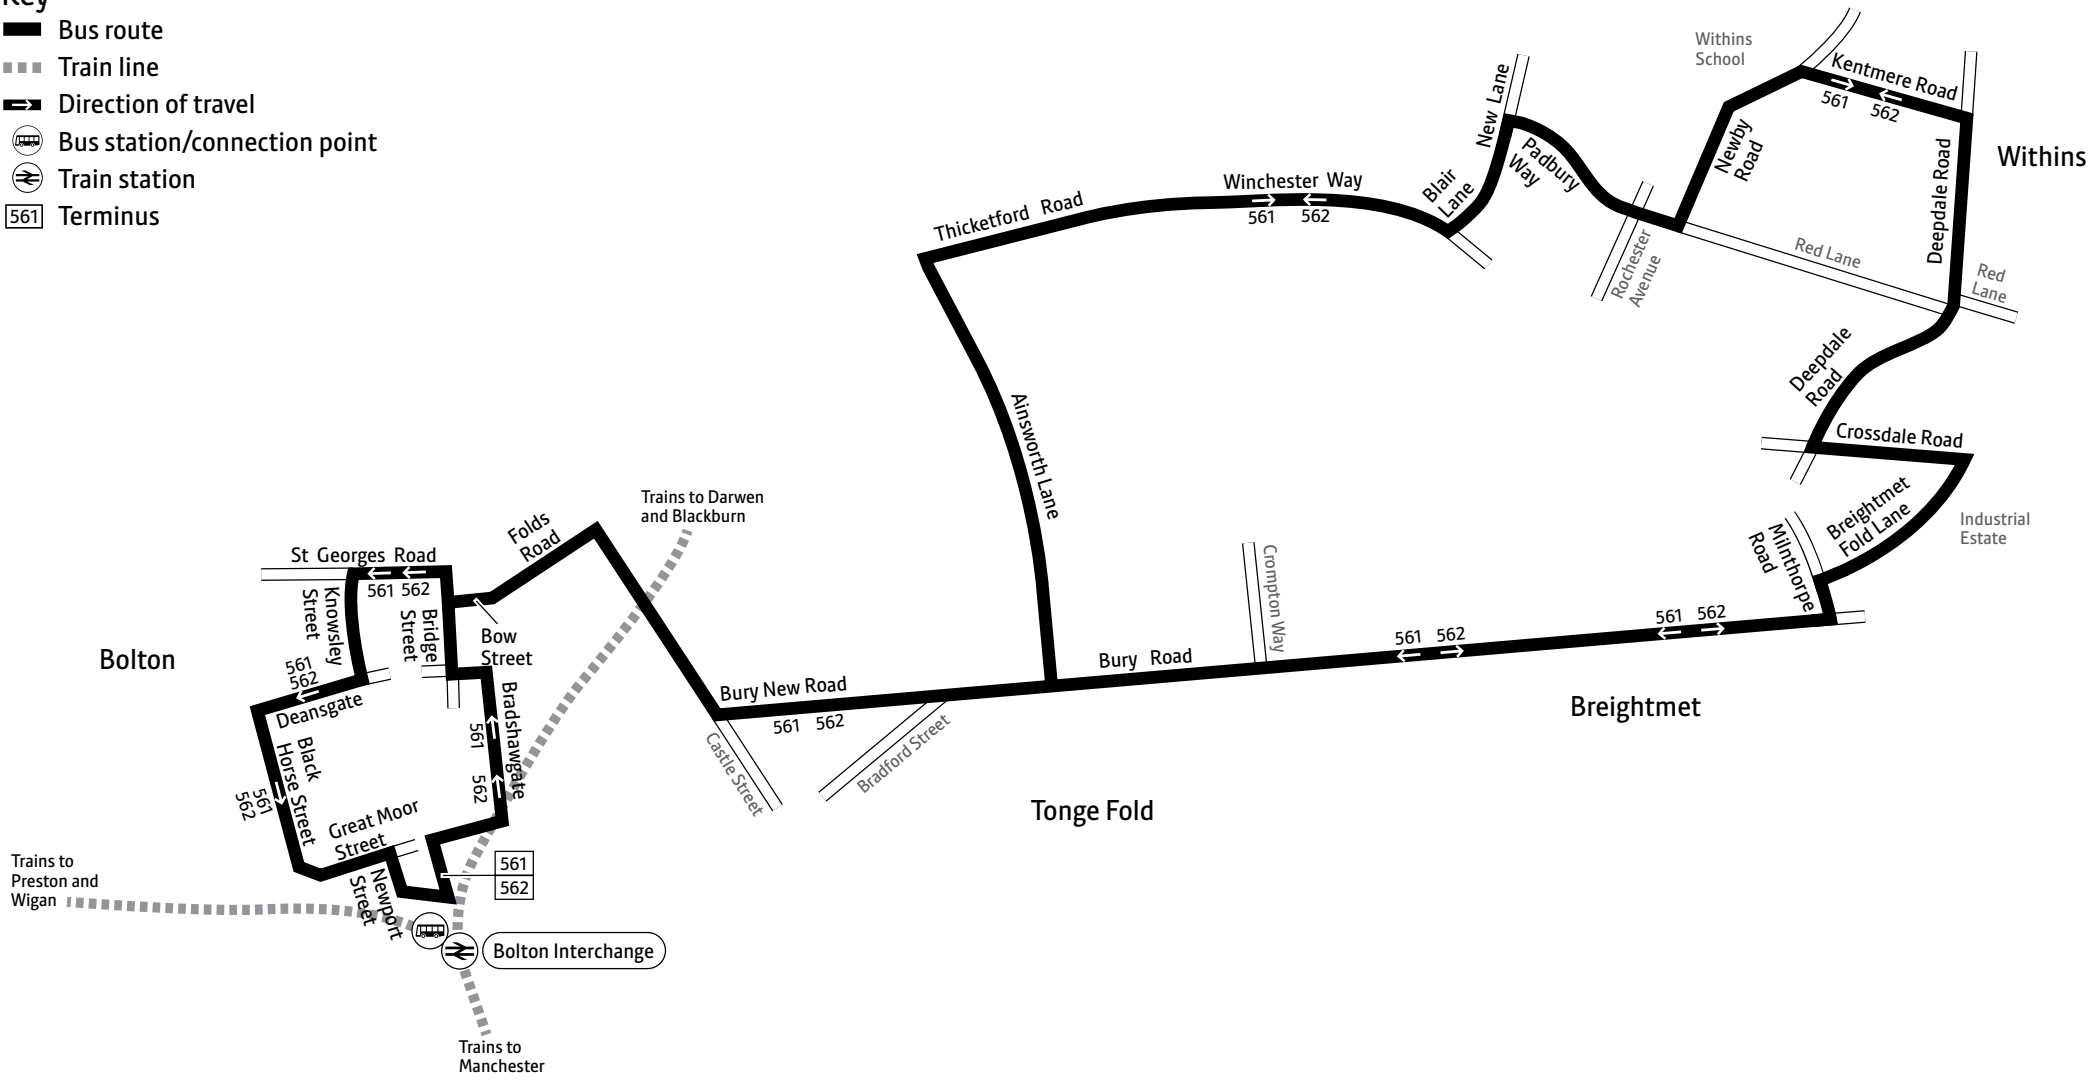 Key
Bus route
Train line
Direction of travel
Bus station/connection point
Train station
561 Terminus
Withins
School
Kentmere Road
561
562
New Lane
Newby
Road
Padbury
Way
Deepdale Road
Withins
Blair
Lane
Winchester Way
561
562
Thicketford Road
Rochester
Avenue
Red Lane
Red
Lane
Deepdale
Road
Crossdale Road
Breightmet
Fold Lane
Industrial
Estate
Milnthorpe
Road
Ainsworth Lane
Trains to Darwen
and Blackburn
Folds
Road
St Georges Road
561 562
Knowsley
Street
Bridge
Street
Bow
Street
Crompton Way
561
562
561
562
Bury Road
Bury New Road
561 562
Bolton
561
562
Deansgate
Bradshawgate
561
562
Black
Horse Street
561
562
Castle Street
Bradford Street
Breightmet
Tonge Fold
Great Moor
Street
Newport
Street
561
562
Trains to
Preston and
Wigan
Bolton Interchange
Trains to
Manchester